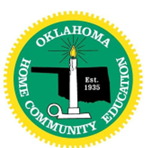 OKLAHOMA
Est.
1935
HOME COMMUNITY EDUCATION